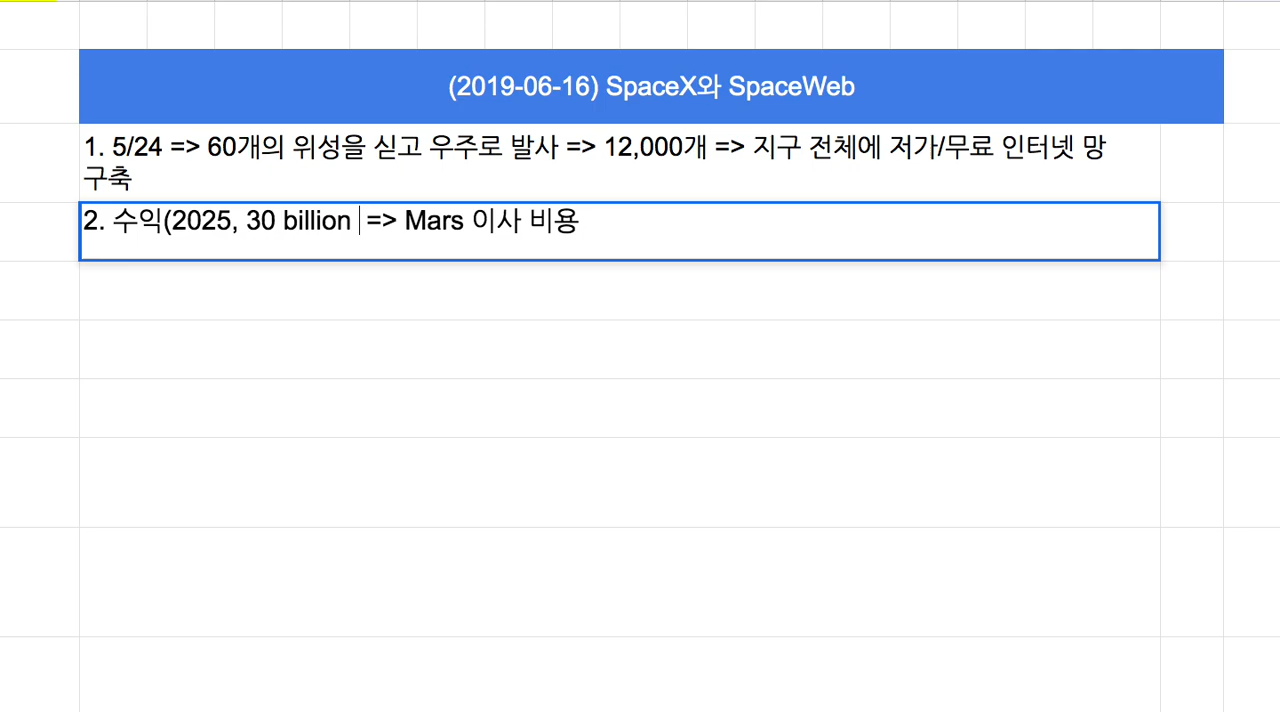 (2019-06-16) SpaceX와 SpaceWeb
1. 5/24 => 60개의 위성을 싣고 우주로 발사 => 12,000개 => 지구 전체에 저가/무료 인터넷 망
구축
2. 수익(2025, 30 billion => Mars 이사 비용